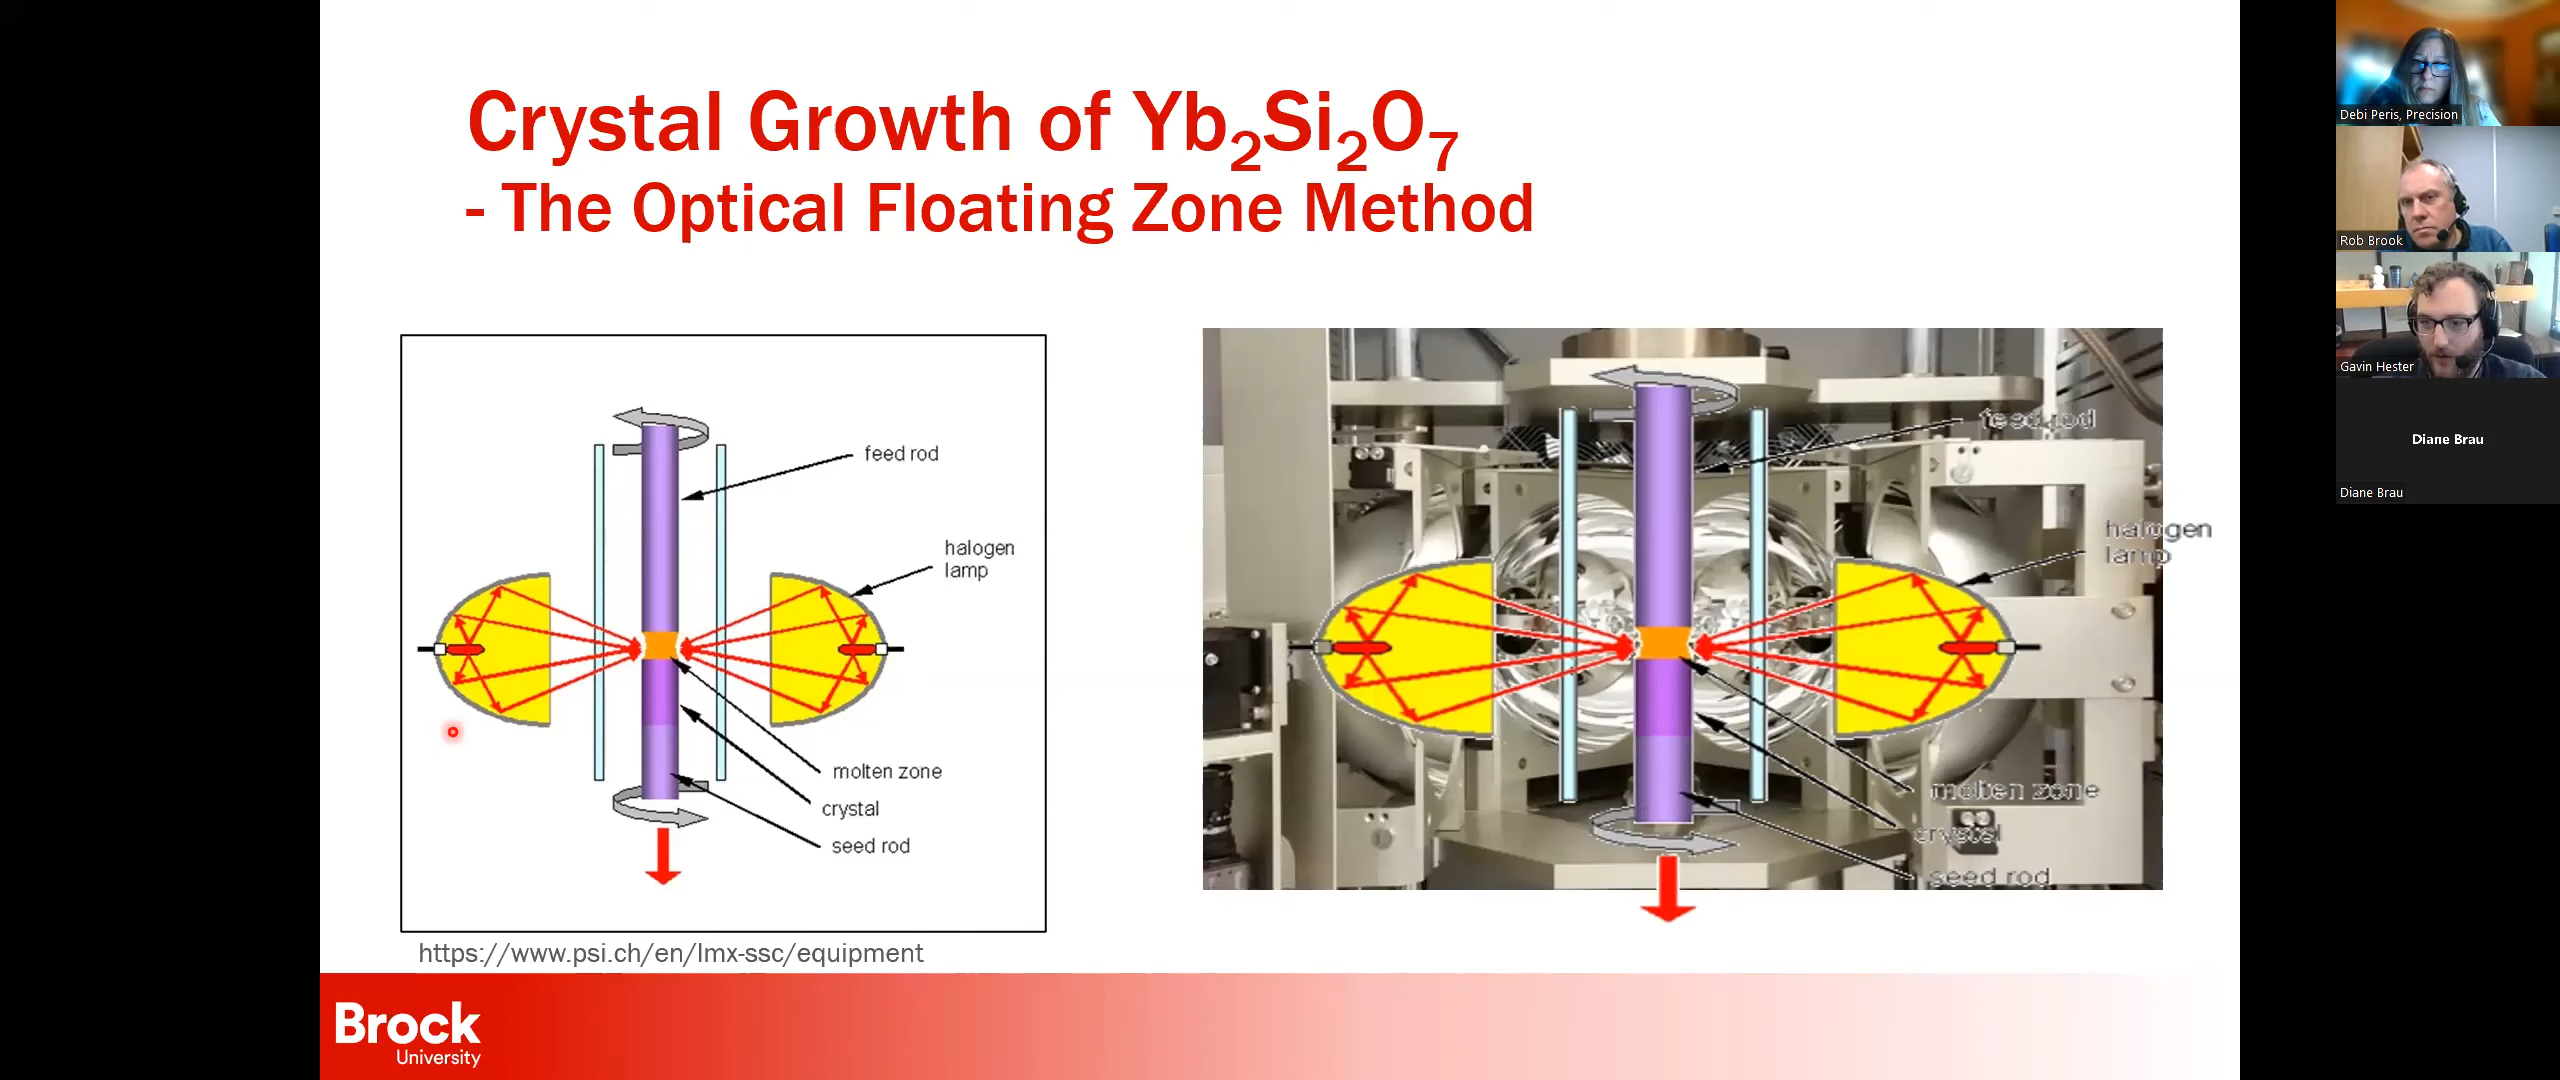 Crystal Growth of Yb₂Si₂O₇
- The Optical Floating Zone Method
feed rod
halogen
lamp
molten zone
crystal
seed rod
https://www.psi.ch/en/lmx-ssc/equipment
feed rod
halogen
lamp
molten zone
crystal
seed rod
Brock
University
Debi Peris, Precision
Rob Brook
Gavin Hester
Diane Brau
Diane Brau